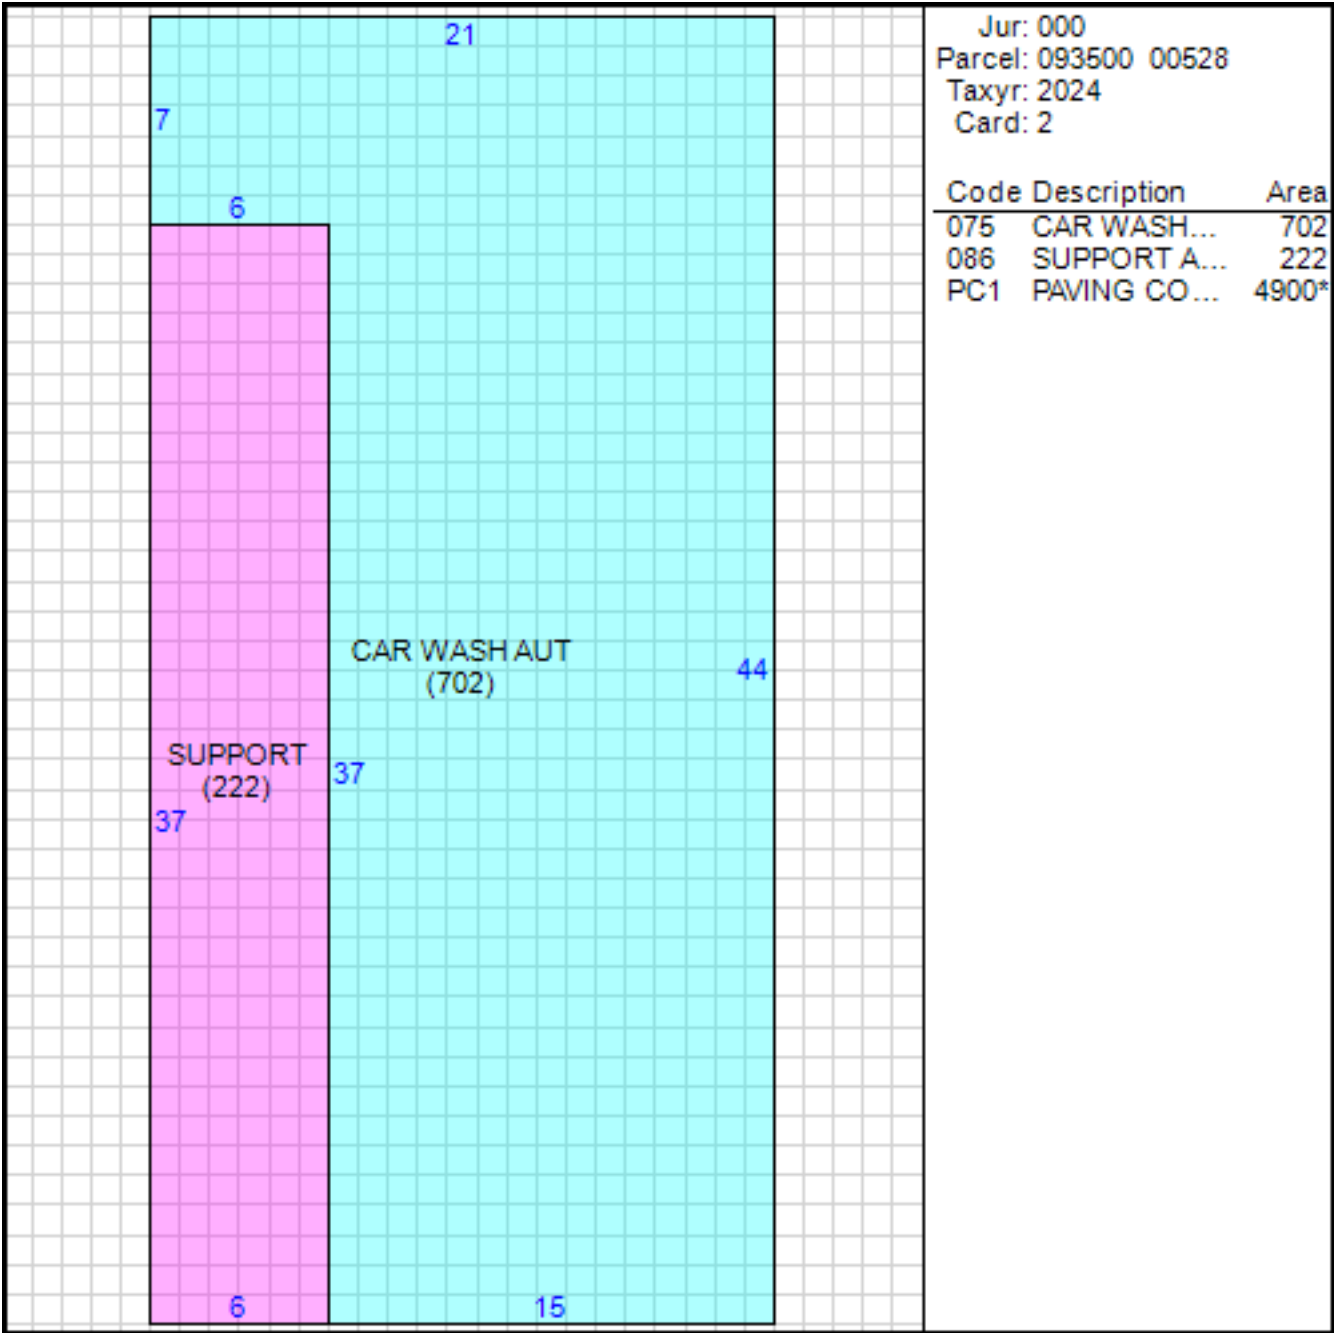 21
7
6
CAR WASH AUT
(702)
44
SUPPORT
(222)
37
37
6
15
Jur: 000
Parcel: 093500 00528
Taxyr: 2024
Card: 2
Code Description Area
075 CAR WASH... 702
086 SUPPORT A... 222
PC1 PAVING CO... 4900*